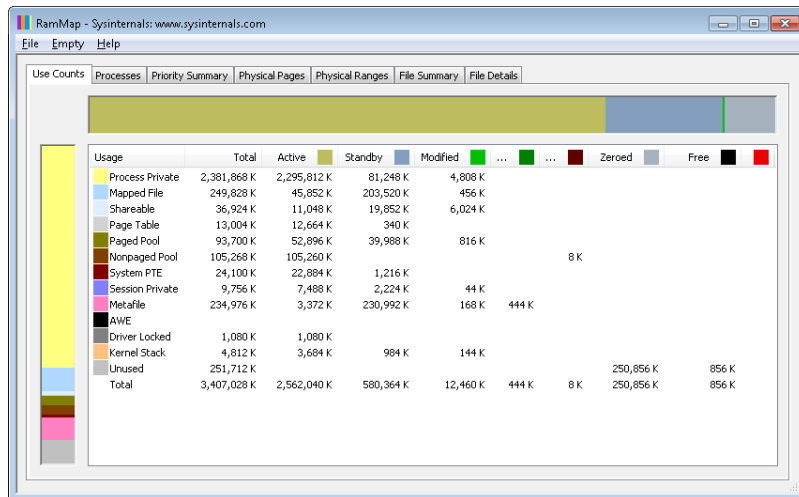 RamMap - Sysinternals: www.sysinternals.com
File Empty Help
Use Counts Processes Priority Summary Physical Pages Physical Ranges File Summary File Details
Usage Total Active Standby Modified ... ... Zeroed Free
Process Private 2,381,868 K 2,295,812 K 81,248 K 4,808 K
Mapped File 249,828 K 45,852 K 203,520 K 456 K
Shareable 36,924 K 11,048 K 19,852 K 6,024 K
Page Table 13,004 K 12,664 K 340 K
Paged Pool 93,700 K 52,896 K 39,988 K 816 K
Nonpaged Pool 105,268 K 105,260 K 8 K
System PTE 24,100 K 22,884 K 1,216 K
Session Private 9,756 K 7,488 K 2,224 K 44 K
Metafile 234,976 K 3,372 K 230,992 K 168 K 444 K
AWE
Driver Locked 1,080 K 1,080 K
Kernel Stack 4,812 K 3,684 K 984 K 144 K
Unused 251,712 K 250,856 K 856 K
Total 3,407,028 K 2,562,040 K 580,364 K 12,460 K 444 K 8 K 250,856 K 856 K